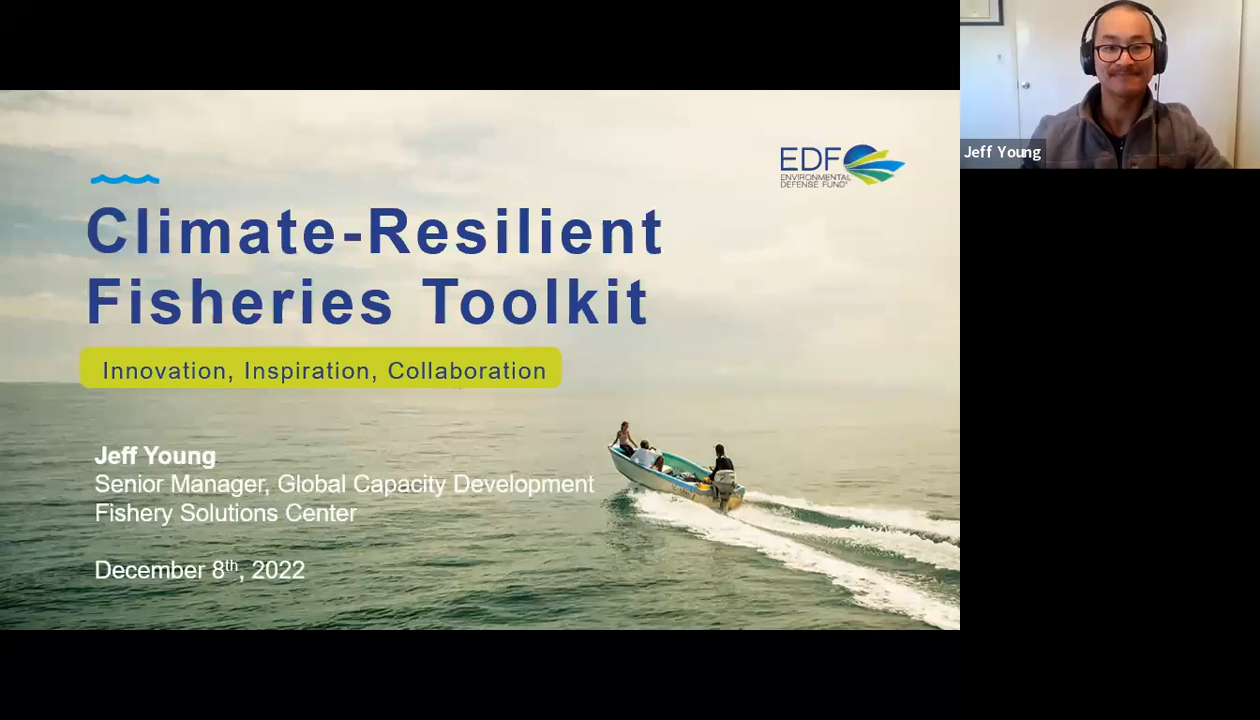 EDF
ENVIRONMENTAL
DEFENSE FUND®
Climate-Resilient
Fisheries Toolkit
Innovation, Inspiration, Collaboration
Jeff Young
Senior Manager, Global Capacity Development
Fishery Solutions Center
December 8th, 2022
Jeff Young